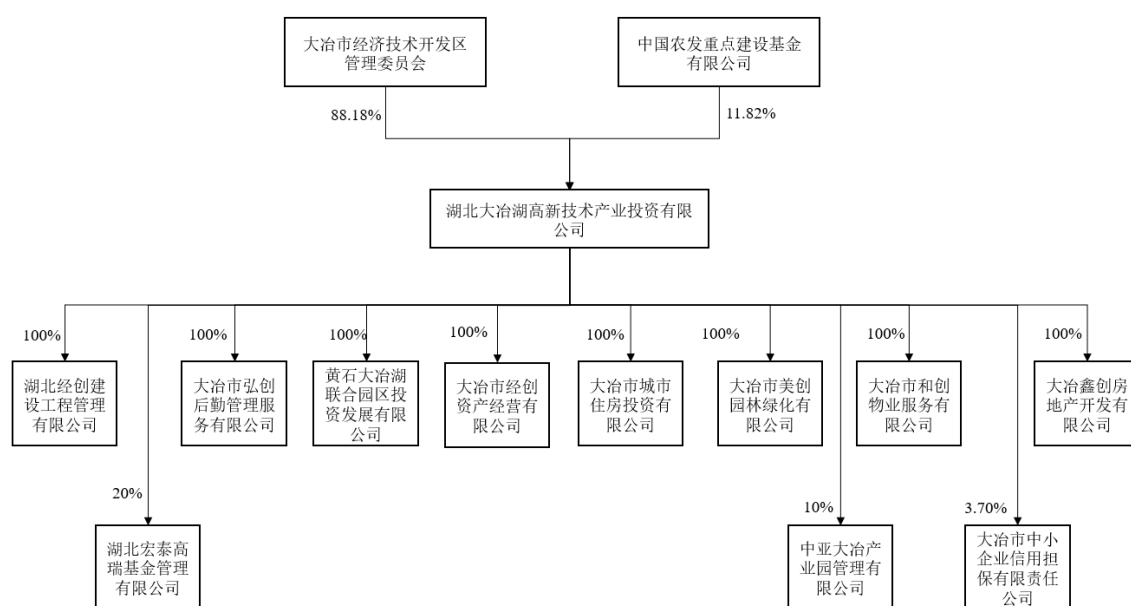 大冶市经济技术开发区
管理委员会
中国农发重点建设基金
有限公司
88.18%
11.82%
湖北大冶湖高新技术产业投资有限
公司
100%
100%
100%
100%
100%
100%
100%
100%
湖北经创建
设工程管理
有限公司
大冶市弘创
后勤管理服
务有限公司
黄石大冶湖
联合园区投
资发展有限
公司
大冶市经创
资产经营有
限公司
大冶市城市
住房投资有
限公司
大冶市美创
园林绿化有
限公司
大冶市和创
物业服务有
限公司
大冶鑫创房
地产开发有
限公司
20%
10%
3.70%
湖北宏泰高
瑞基金管理
有限公司
中亚大冶产
业园管理有
限公司
大冶市中小
企业信用担
保有限责任
公司